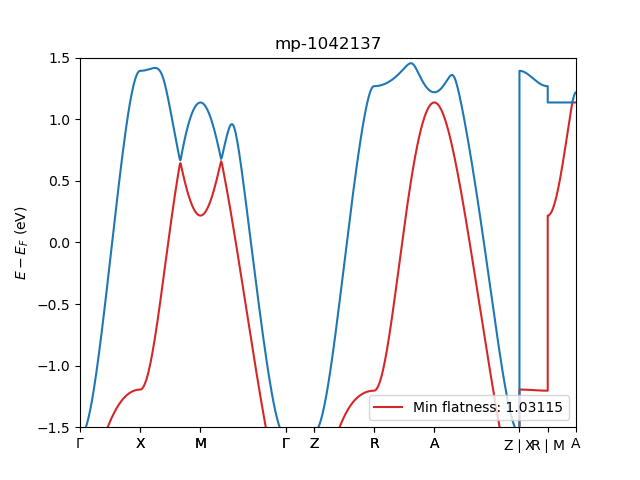 mp-1042137
E − E_F (eV)
1.5
1.0
0.5
0.0
−0.5
−1.0
−1.5
Min flatness: 1.03115
Γ X M Γ Z R A Z | X R | M A